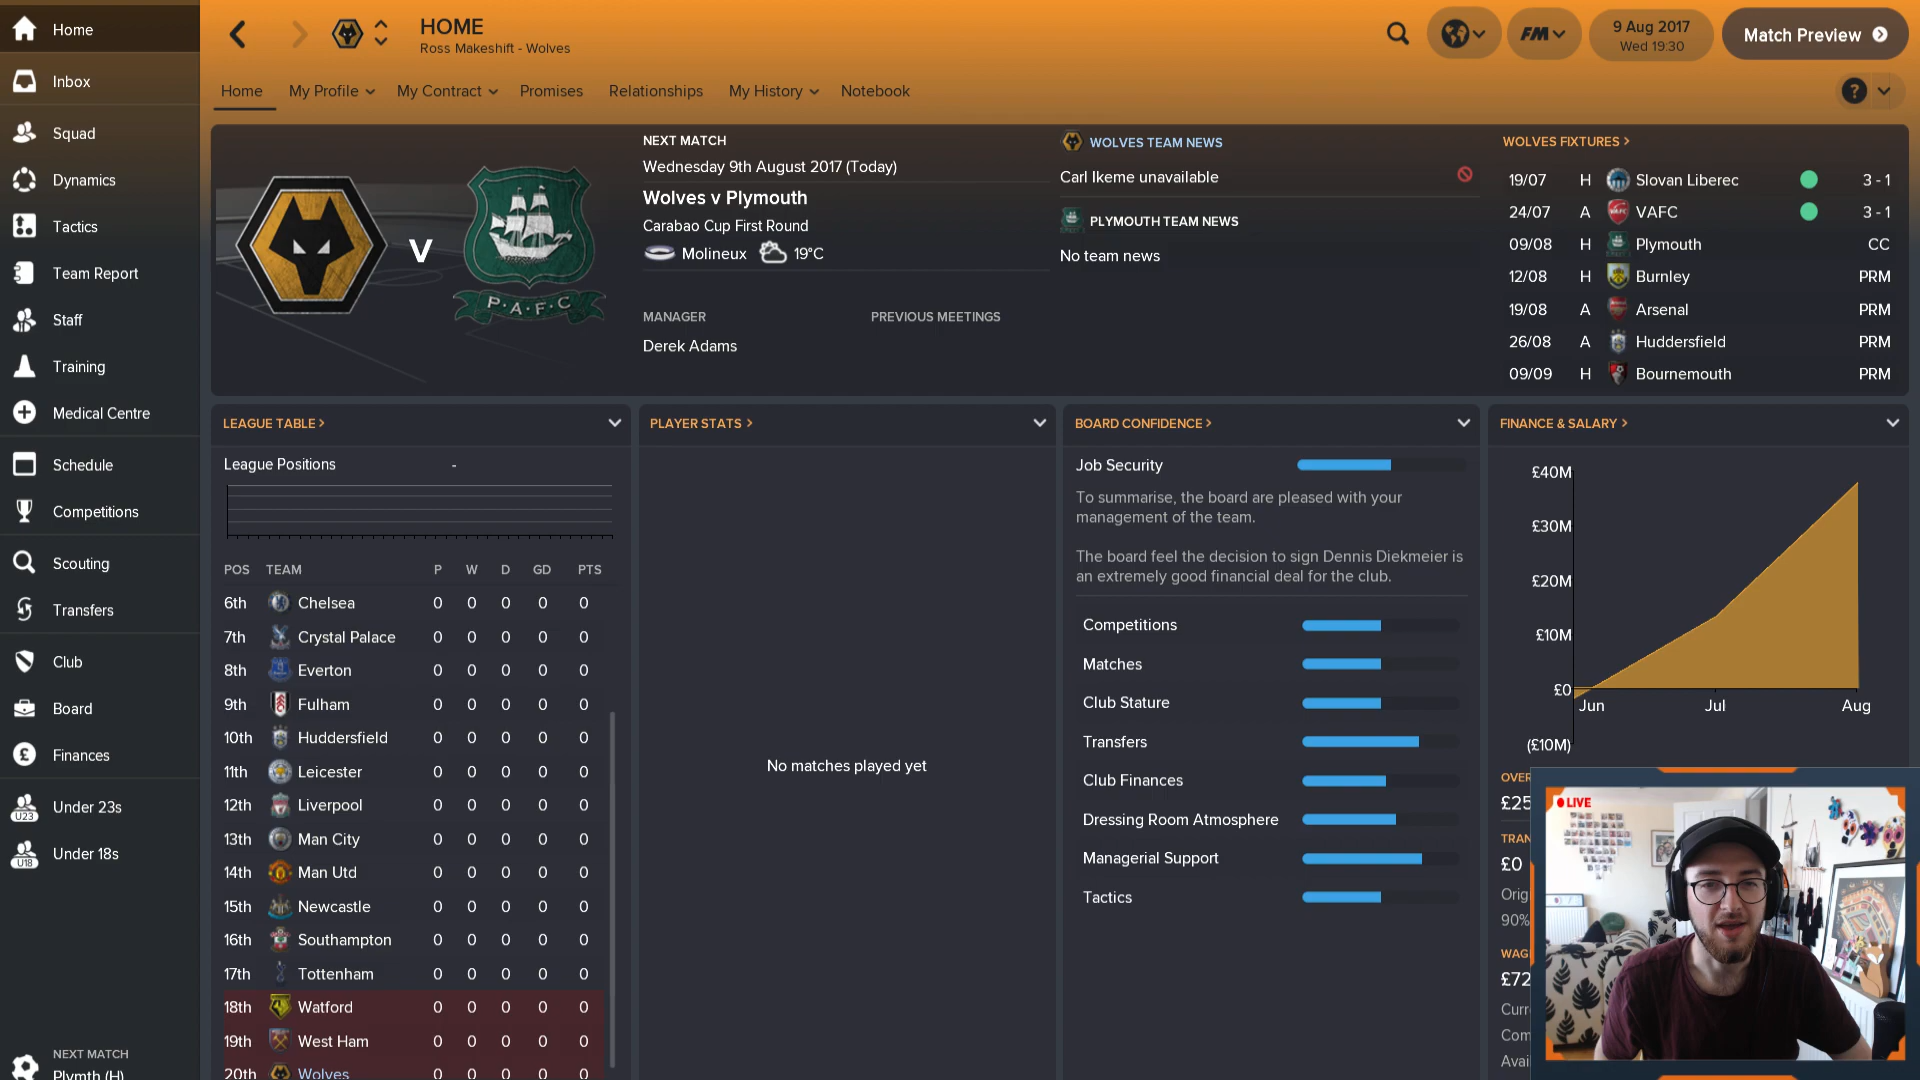 Home
Inbox
Squad
Dynamics
Tactics
Team Report
Staff
Training
Medical Centre
Schedule
Competitions
Scouting
Transfers
Club
Board
Finances
U23
Under 23s
U18
Under 18s
NEXT MATCH
Plymth (H)
HOME
Ross Makeshift - Wolves
FM
9 Aug 2017
Wed 19:30
Match Preview
Home My Profile My Contract Promises Relationships My History Notebook
?
V
P·A·F·C
NEXT MATCH
Wednesday 9th August 2017 (Today)
Wolves v Plymouth
Carabao Cup First Round
Molineux 19°C
MANAGER
Derek Adams
PREVIOUS MEETINGS
WOLVES TEAM NEWS
Carl Ikeme unavailable
PLYMOUTH TEAM NEWS
No team news
WOLVES FIXTURES >
19/07 H Slovan Liberec 3 - 1
24/07 A VAFC 3 - 1
09/08 H Plymouth CC
12/08 H Burnley PRM
19/08 A Arsenal PRM
26/08 A Huddersfield PRM
09/09 H Bournemouth PRM
LEAGUE TABLE >
League Positions -
POS TEAM P W D GD PTS
6th Chelsea 0 0 0 0 0
7th Crystal Palace 0 0 0 0 0
8th Everton 0 0 0 0 0
9th Fulham 0 0 0 0 0
10th Huddersfield 0 0 0 0 0
11th Leicester 0 0 0 0 0
12th Liverpool 0 0 0 0 0
13th Man City 0 0 0 0 0
14th Man Utd 0 0 0 0 0
15th Newcastle 0 0 0 0 0
16th Southampton 0 0 0 0 0
17th Tottenham 0 0 0 0 0
18th Watford 0 0 0 0 0
19th West Ham 0 0 0 0 0
20th Wolves 0 0 0 0 0
PLAYER STATS >
No matches played yet
BOARD CONFIDENCE >
Job Security
To summarise, the board are pleased with your
management of the team.
The board feel the decision to sign Dennis Diekmeier is
an extremely good financial deal for the club.
Competitions
Matches
Club Stature
Transfers
Club Finances
Dressing Room Atmosphere
Managerial Support
Tactics
FINANCE & SALARY >
£40M
£30M
£20M
£10M
£0
(£10M)
Jun Jul Aug
OVER
£25
TRAN
£0
Orig
90%
WAG
£72
Curr
Com
Avai
LIVE